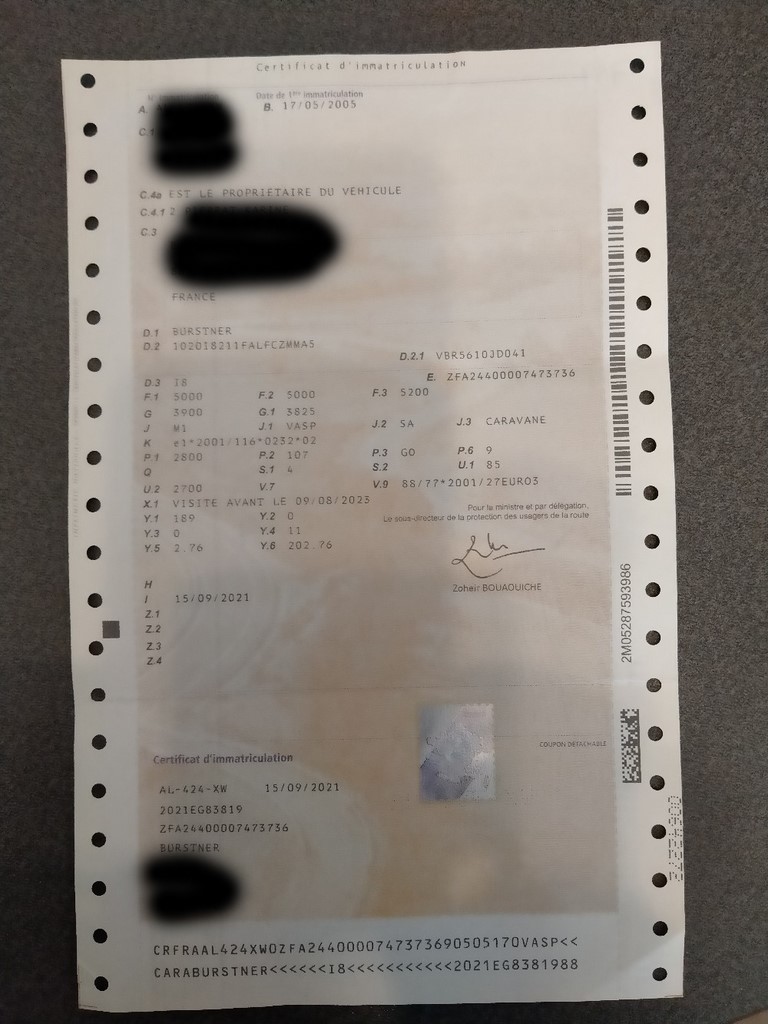 Certificat d'immatriculation
Date de 1ère immatriculation
A.
B. 17/05/2005
C.1
C.4a EST LE PROPRIETAIRE DU VEHICULE
C.4.1 2
C.3
FRANCE
D.1 BURSTNER
D.2 102018211FALFCZMMA5
D.2.1 VBR5610JD041
E. ZFA24400007473736
D.3 I8
F.1 5000 F.2 5000 F.3 5200
G 3900 G.1 3825
J M1 J.1 VASP J.2 SA J.3 CARAVANE
K e1*2001/116*0232*02
P.1 2800 P.2 107 P.3 GO P.6 9
Q S.1 4 S.2 U.1 85
U.2 2700 V.7 V.9 88/77*2001/27EURO3
X.1 VISITE AVANT LE 09/08/2023
Y.1 189 Y.2 0
Y.3 0 Y.4 11
Y.5 2.76 Y.6 202.76
Pour le ministre et par délégation,
Le sous-directeur de la protection des usagers de la route
Zoheir BOUAOUICHE
H
I 15/09/2021
Z.1
Z.2
Z.3
Z.4
2M05287593986
COUPON DÉTACHABLE
Certificat d'immatriculation
AL-424-XW 15/09/2021
2021EG83819
ZFA24400007473736
BURSTNER
CRFRAAL424XW0ZFA244000074737369050517OVASP<<
CARABURSTNER<<<<<<I8<<<<<<<<<<<2021EG8381988